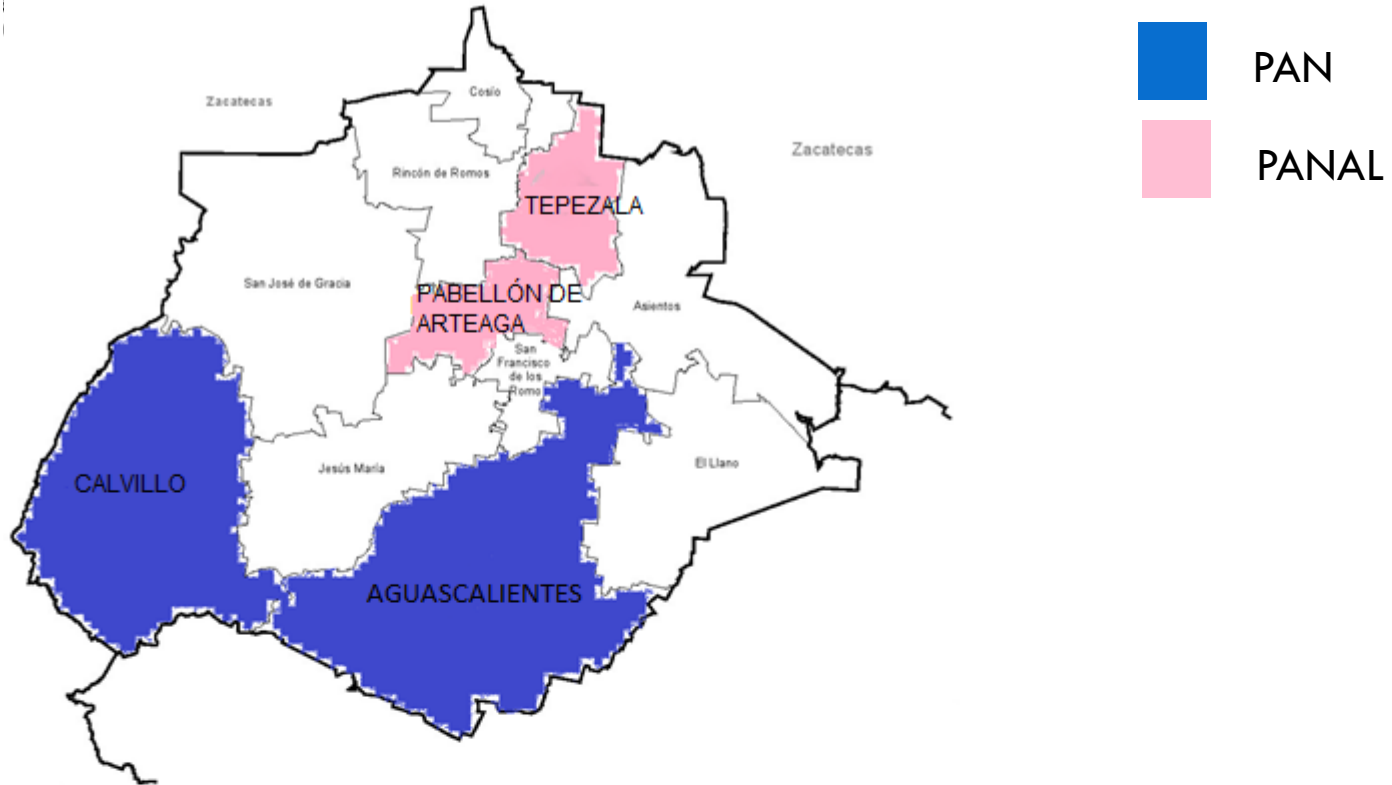 Cosío
Zacatecas
PAN
Zacatecas
PANAL
Rincón de Romos
TEPEZALA
San José de Gracia
PABELLÓN DE
ARTEAGA
Asientos
San
Francisco
de los
Romo
Jesús María
El Llano
CALVILLO
AGUASCALIENTES